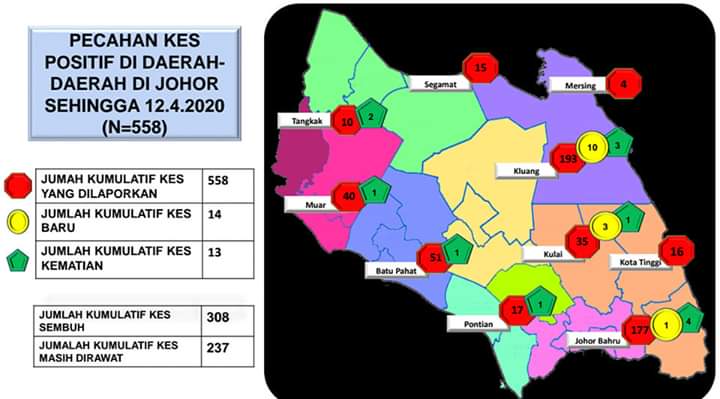 PECAHAN KES
POSITIF DI DAERAH-
DAERAH DI JOHOR
SEHINGGA 12.4.2020
(N=558)
JUMAH KUMULATIF KES
YANG DILAPORKAN
558
JUMLAH KUMULATIF KES
BARU
14
JUMLAH KUMULATIF KES
KEMATIAN
13
JUMLAH KUMULATIF KES
SEMBUH
308
JUMALAH KUMULATIF KES
MASIH DIRAWAT
237
Segamat 15
Mersing 4
Tangkak 10 2
Kluang 193 10 3
Muar 40 1
Kulai 35 3 1
Kota Tinggi 16
Batu Pahat 51 1
Pontian 17 1
Johor Bahru 177 1 4